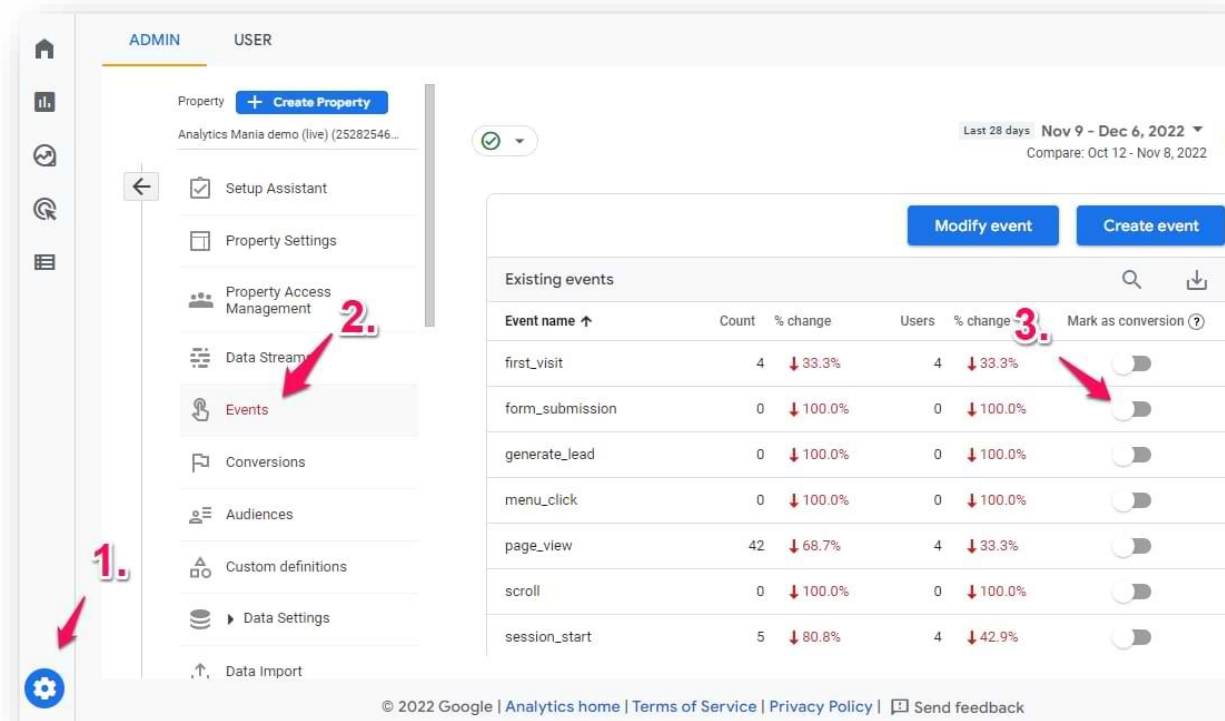 ADMIN USER
Property + Create Property
Analytics Mania demo (live) (25282546...
Last 28 days Nov 9 - Dec 6, 2022
Compare: Oct 12 - Nov 8, 2022
Setup Assistant
Property Settings
Property Access
Management
2.
Data Streams
Events
Conversions
Audiences
1.
Custom definitions
Data Settings
Data Import
Modify event Create event
Existing events
Event name Count % change Users % change Mark as conversion ?
3.
first_visit 4 33.3% 4 33.3%
form_submission 0 100.0% 0 100.0%
generate_lead 0 100.0% 0 100.0%
menu_click 0 100.0% 0 100.0%
page_view 42 68.7% 4 33.3%
scroll 0 100.0% 0 100.0%
session_start 5 80.8% 4 42.9%
© 2022 Google | Analytics home | Terms of Service | Privacy Policy | Send feedback